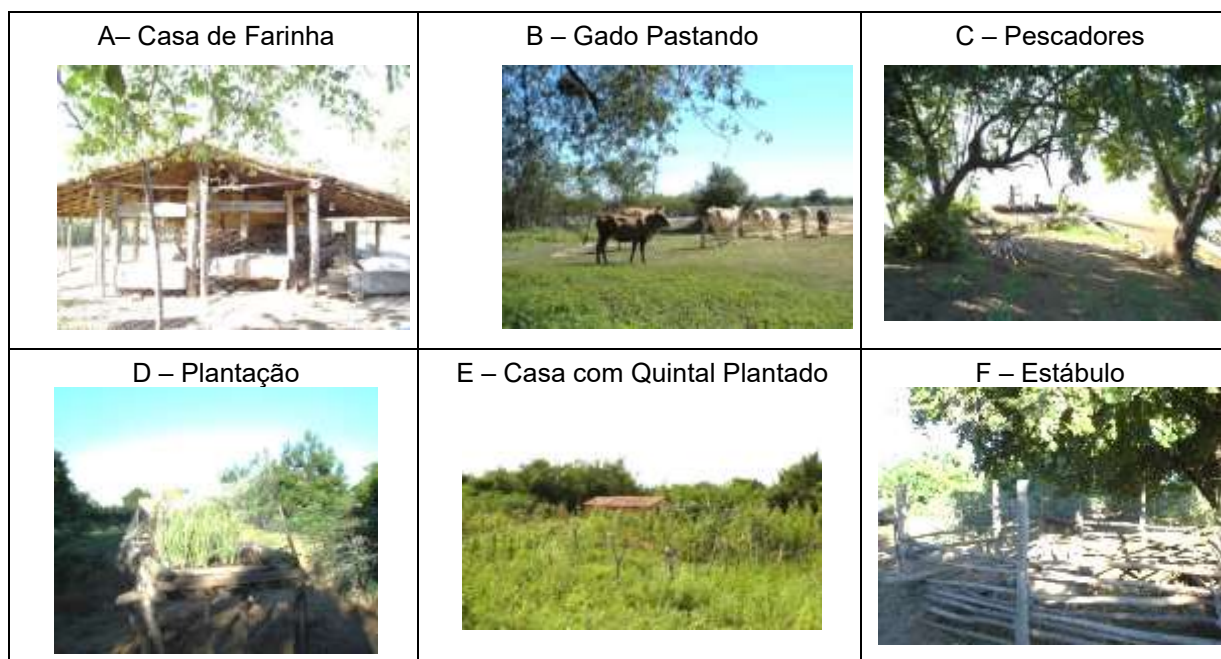 A– Casa de Farinha
B – Gado Pastando
C – Pescadores
D – Plantação
E – Casa com Quintal Plantado
F – Estábulo